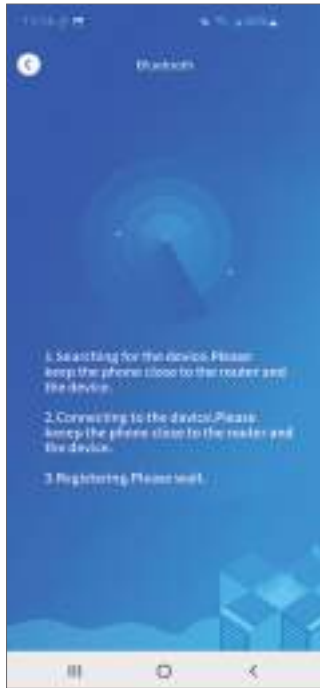 Bluetooth
1.Searching for the device.Please
keep the phone close to the router and
the device.
2.Connecting to the device.Please
keep the phone close to the router and
the device.
3.Registering.Please wait.